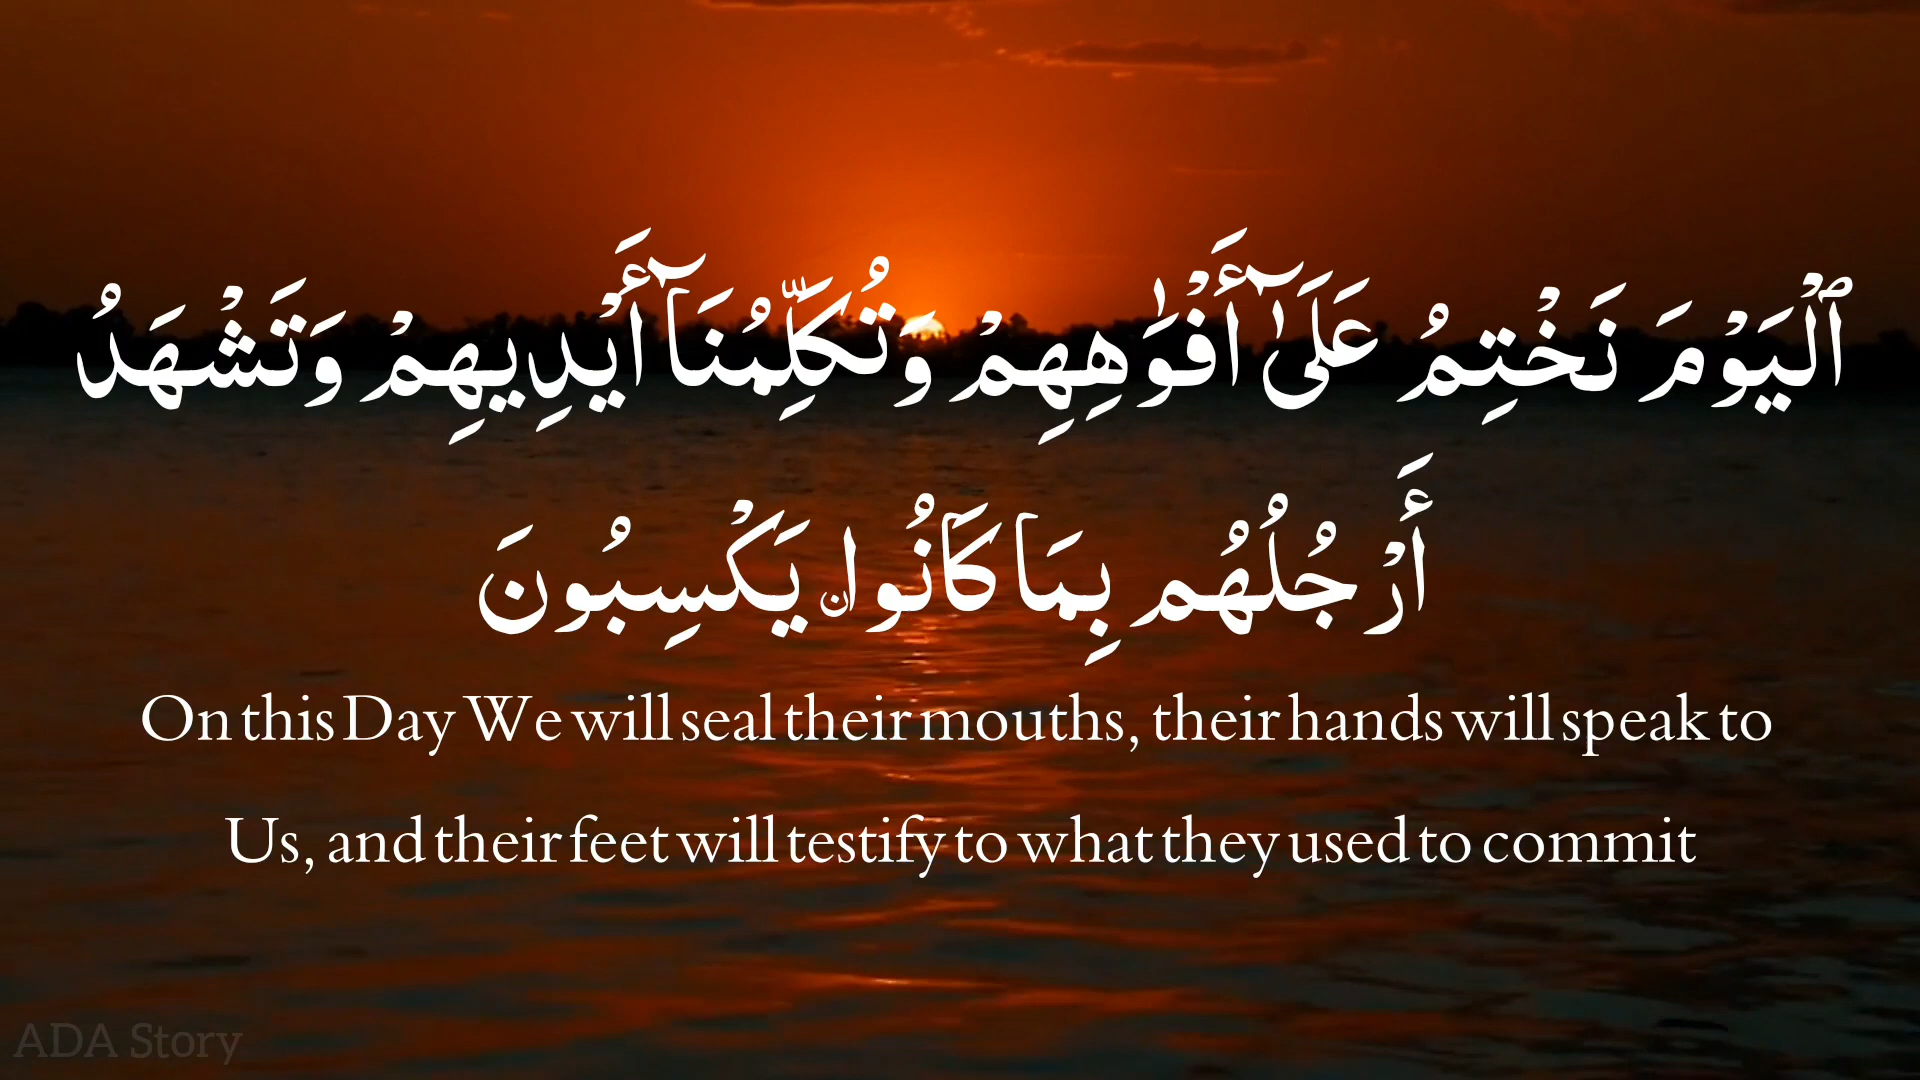 ٱلْيَوْمَ نَخْتِمُ عَلَىٰٓ أَفْوَٰهِهِمْ وَتُكَلِّمُنَآ أَيْدِيهِمْ وَتَشْهَدُ
أَرْجُلُهُم بِمَا كَانُوا۟ يَكْسِبُونَ
On this Day We will seal their mouths, their hands will speak to
Us, and their feet will testify to what they used to commit
ADA Story